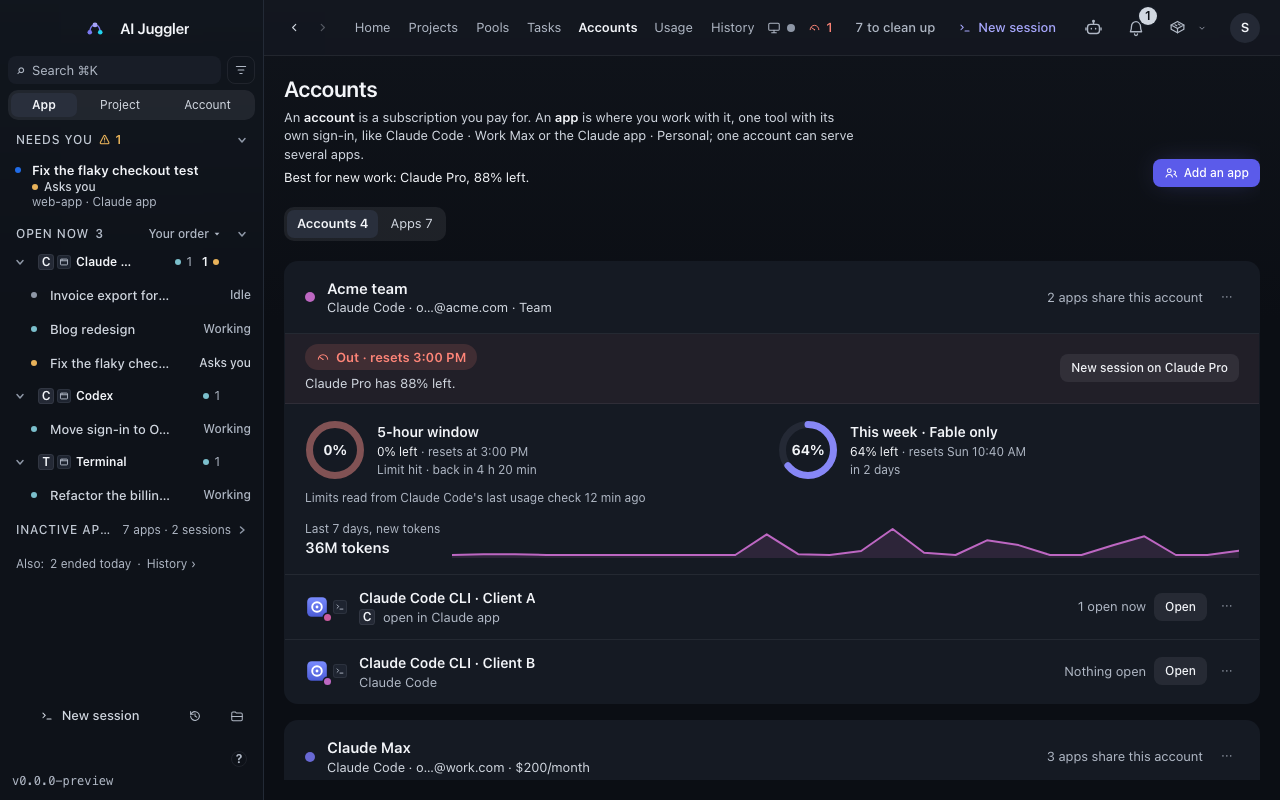 AI Juggler
Search ⌘K
App Project Account
NEEDS YOU 1
Fix the flaky checkout test
Asks you
web-app · Claude app
OPEN NOW 3 Your order
C Claude ... 1 1
Invoice export for... Idle
Blog redesign Working
Fix the flaky chec... Asks you
C Codex 1
Move sign-in to O... Working
T Terminal 1
Refactor the billin... Working
INACTIVE AP... 7 apps · 2 sessions
Also: 2 ended today · History ›
New session
?
v0.0.0-preview
Home Projects Pools Tasks Accounts Usage History 1 7 to clean up New session 1 S
Accounts
An account is a subscription you pay for. An app is where you work with it, one tool with its
own sign-in, like Claude Code · Work Max or the Claude app · Personal; one account can serve
several apps.
Best for new work: Claude Pro, 88% left.
Add an app
Accounts 4 Apps 7
Acme team
Claude Code · o...@acme.com · Team
2 apps share this account ...
Out · resets 3:00 PM
Claude Pro has 88% left.
New session on Claude Pro
0%
5-hour window
0% left · resets at 3:00 PM
Limit hit · back in 4 h 20 min
64%
This week · Fable only
64% left · resets Sun 10:40 AM
in 2 days
Limits read from Claude Code's last usage check 12 min ago
Last 7 days, new tokens
36M tokens
Claude Code CLI · Client A
C open in Claude app
1 open now Open ...
Claude Code CLI · Client B
Claude Code
Nothing open Open ...
Claude Max
Claude Code · o...@work.com · $200/month
3 apps share this account ...